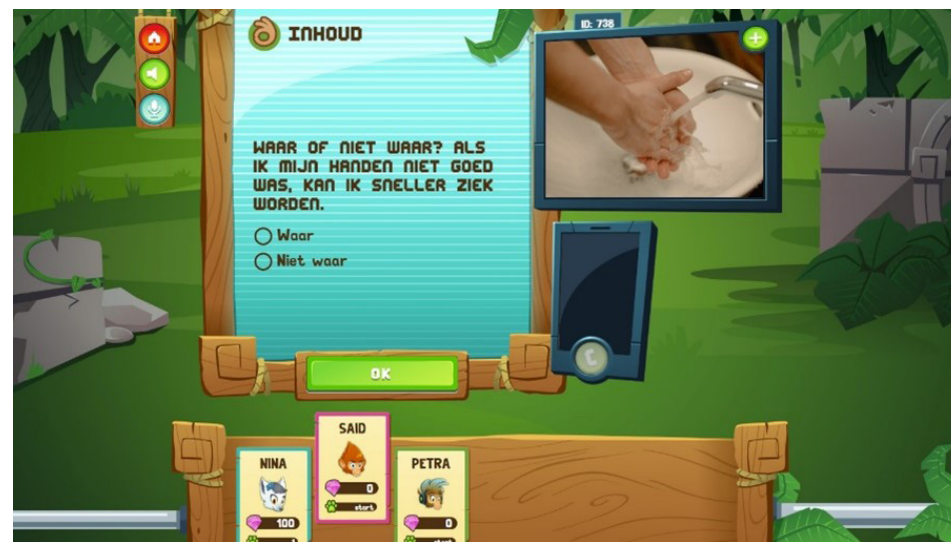 INHOUD
ID: 738
WAAR OF NIET WAAR? ALS
IK MIJN HANDEN NIET GOED
WAS, KAN IK SNELLER ZIEK
WORDEN.
Waar
Niet waar
C
OK
SAID
0
start
NINA
100
PETRA
0